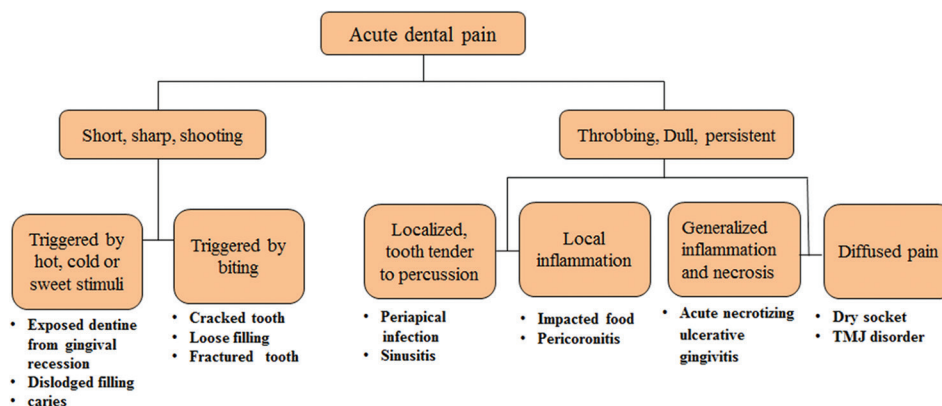 Acute dental pain
Short, sharp, shooting
Throbbing, Dull, persistent
Triggered by
hot, cold or
sweet stimuli
• Exposed dentine
from gingival
recession
• Dislodged filling
• caries
Triggered by
biting
• Cracked tooth
• Loose filling
• Fractured tooth
Localized,
tooth tender
to percussion
• Periapical
infection
• Sinusitis
Local
inflammation
• Impacted food
• Pericoronitis
Generalized
inflammation
and necrosis
• Acute necrotizing
ulcerative
gingivitis
Diffused pain
• Dry socket
• TMJ disorder